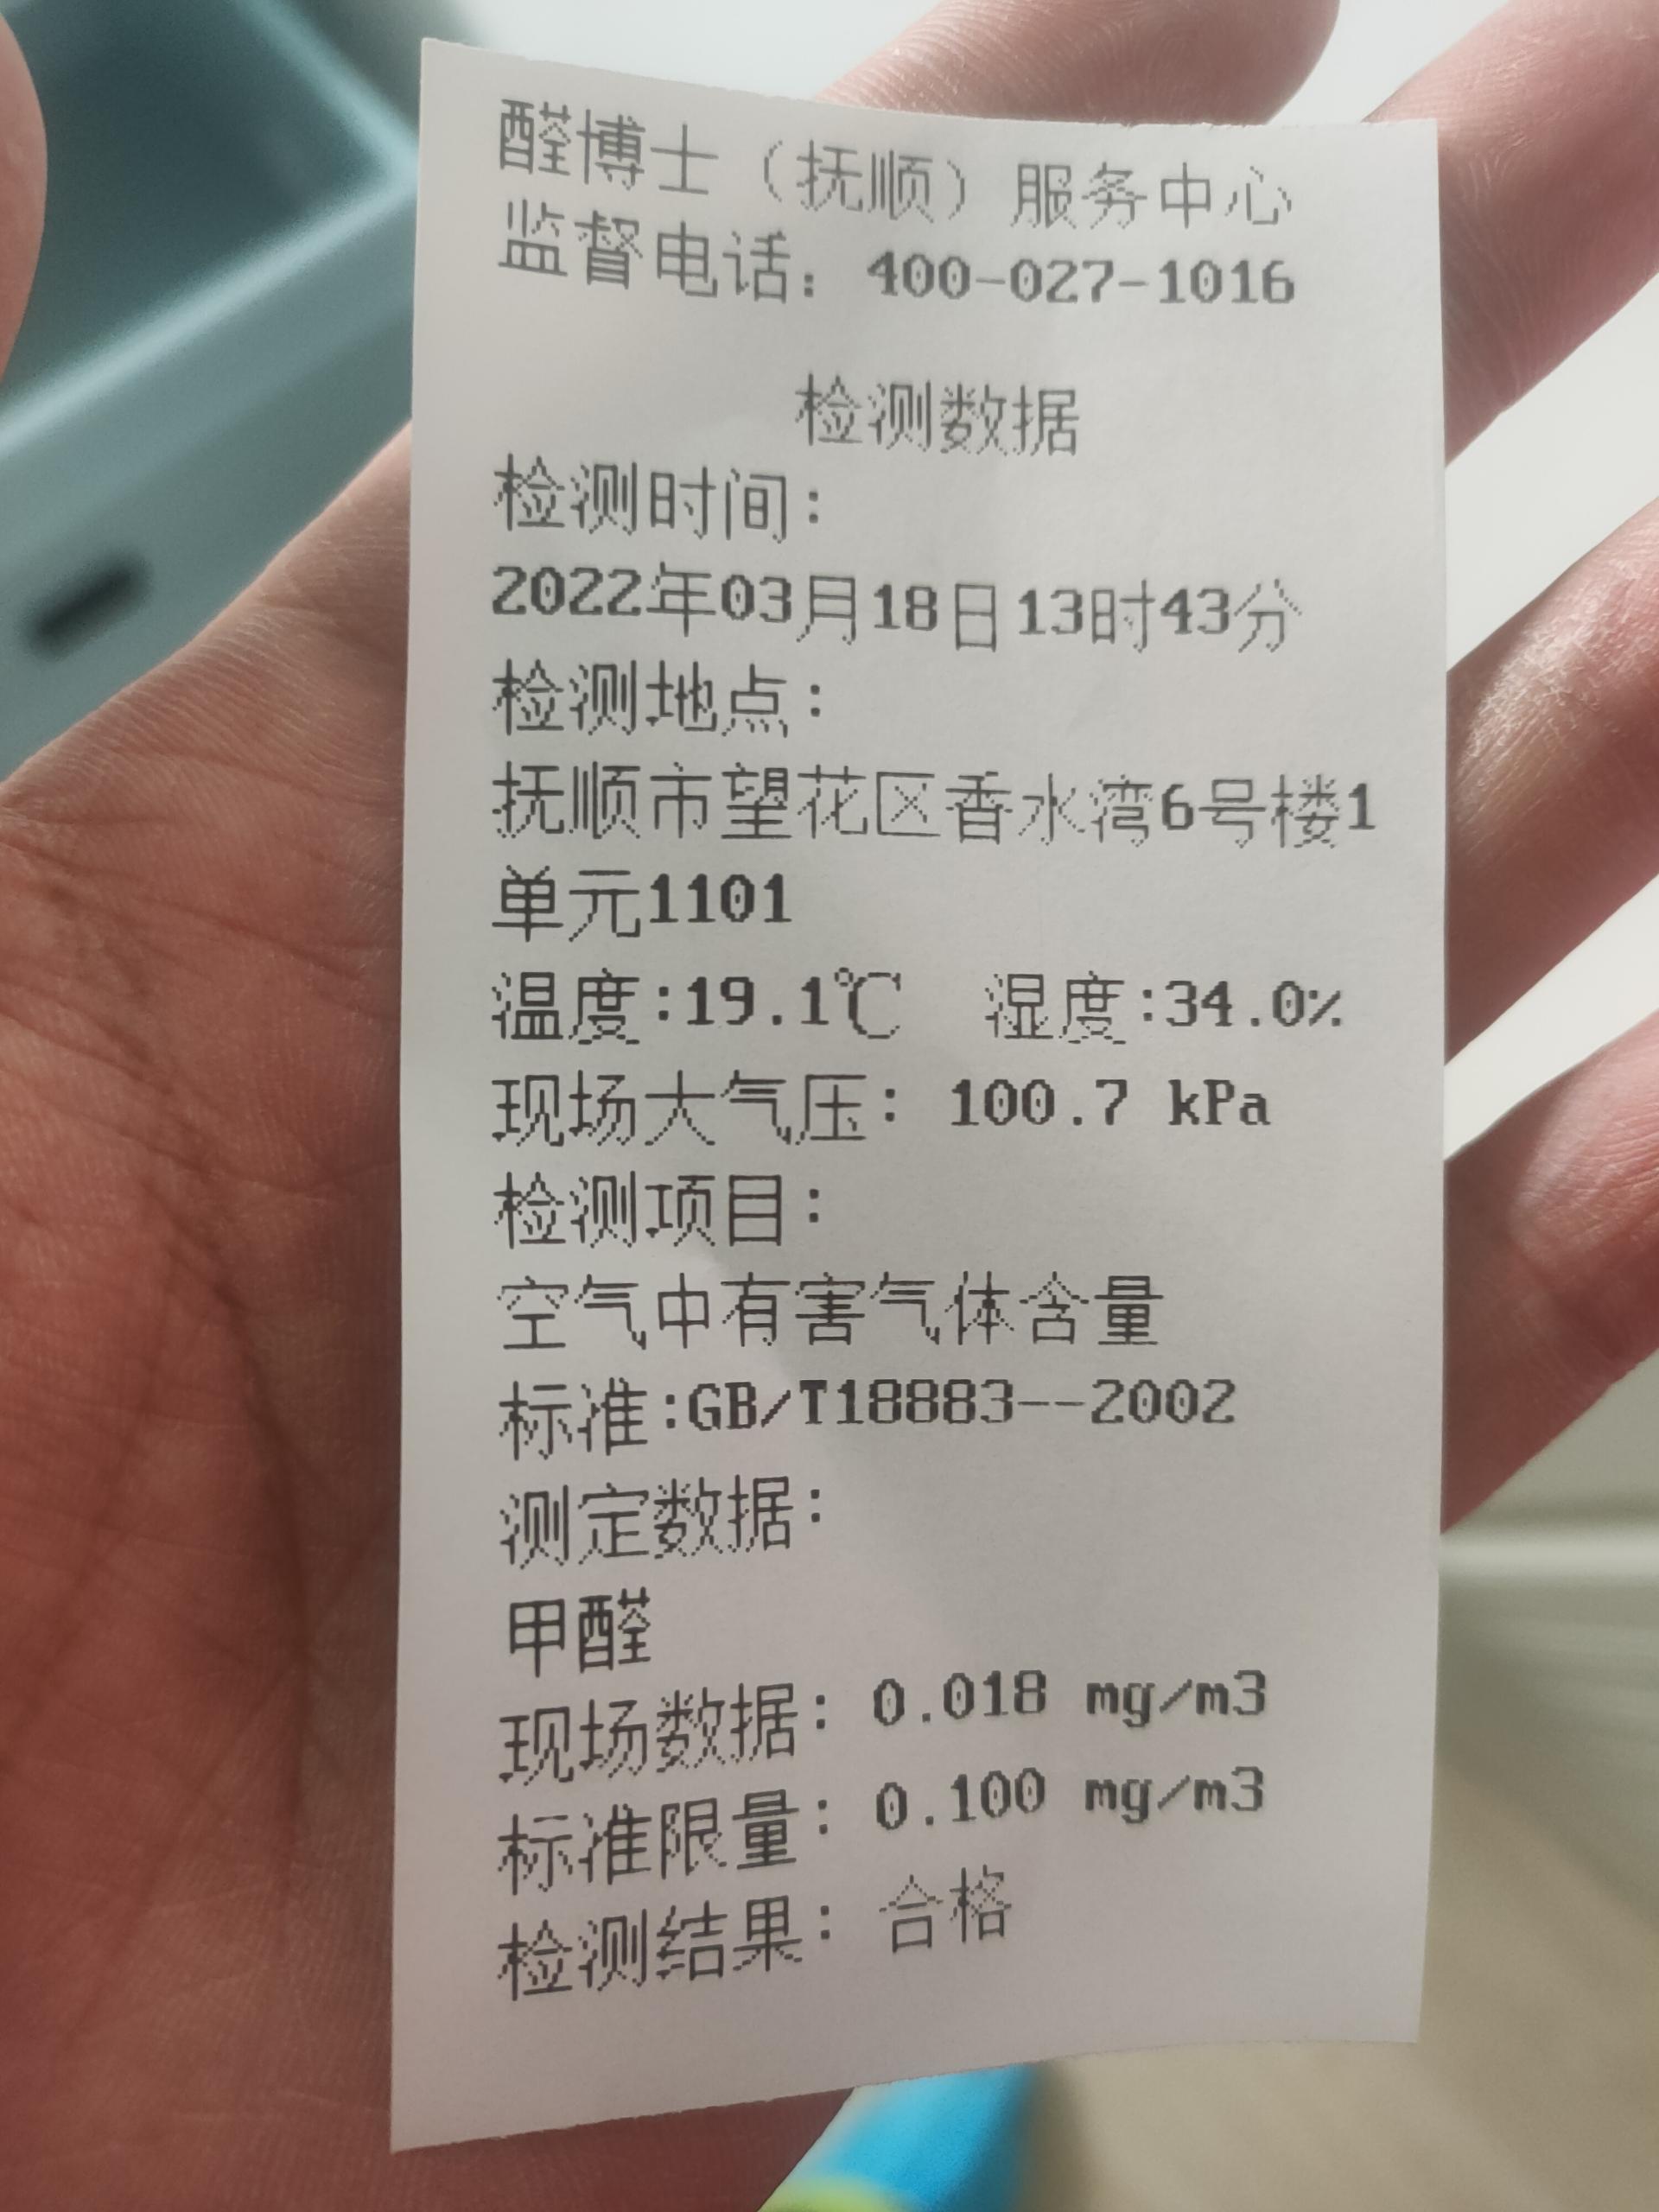 醛博士（抚顺）服务中心
监督电话：400-027-1016
检测数据
检测时间：
2022年03月18日13时43分
检测地点：
抚顺市望花区香水湾6号楼1
单元1101
温度:19.1℃ 湿度:34.0%
现场大气压：100.7 kPa
检测项目：
空气中有害气体含量
标准:GB/T18883--2002
测定数据：
甲醛
现场数据：0.018 mg/m3
标准限量：0.100 mg/m3
检测结果：合格